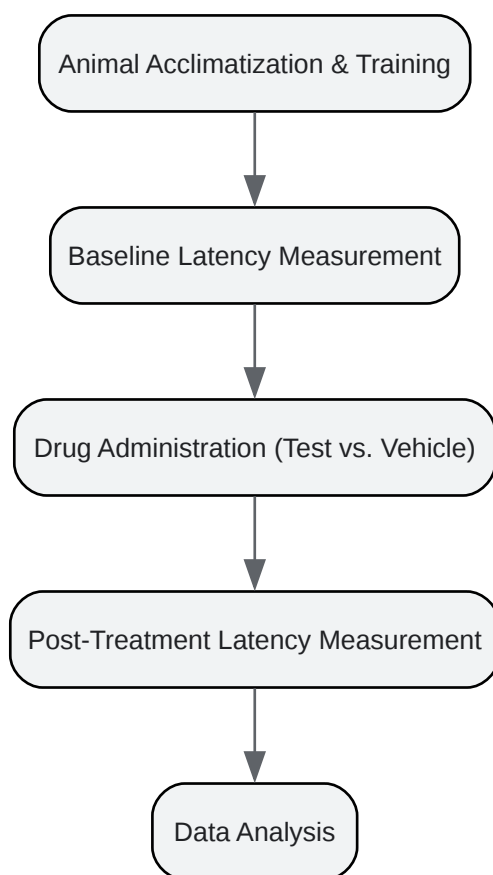 Animal Acclimatization & Training
Baseline Latency Measurement
Drug Administration (Test vs. Vehicle)
Post-Treatment Latency Measurement
Data Analysis